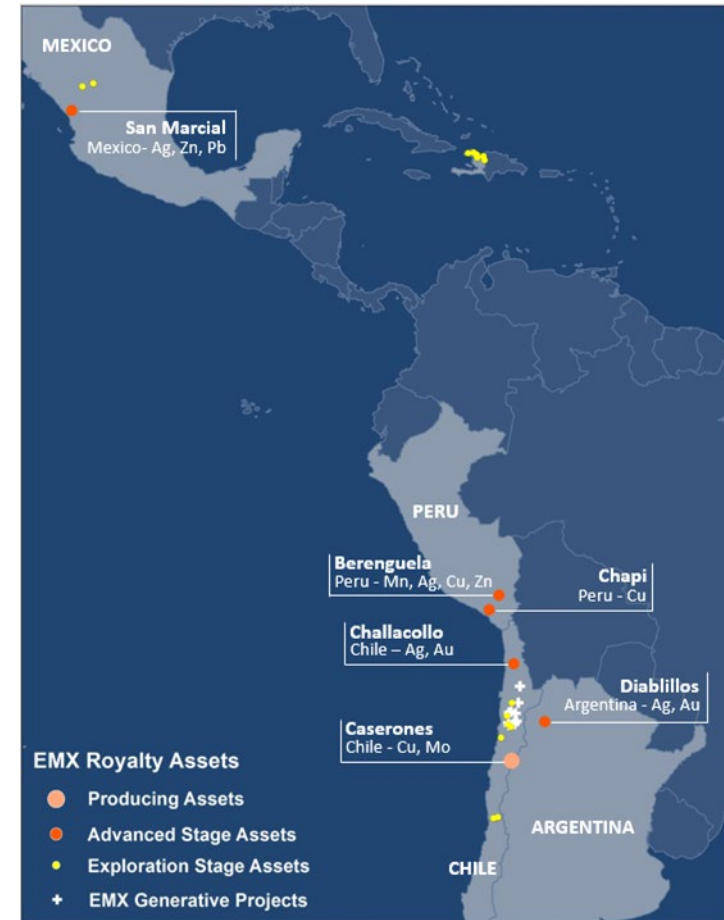 MEXICO
San Marcial
Mexico- Ag, Zn, Pb
PERU
Berenguela
Peru - Mn, Ag, Cu, Zn
Chapi
Peru - Cu
Challacollo
Chile – Ag, Au
Diablillos
Argentina - Ag, Au
Caserones
Chile - Cu, Mo
ARGENTINA
CHILE
EMX Royalty Assets
Producing Assets
Advanced Stage Assets
Exploration Stage Assets
EMX Generative Projects